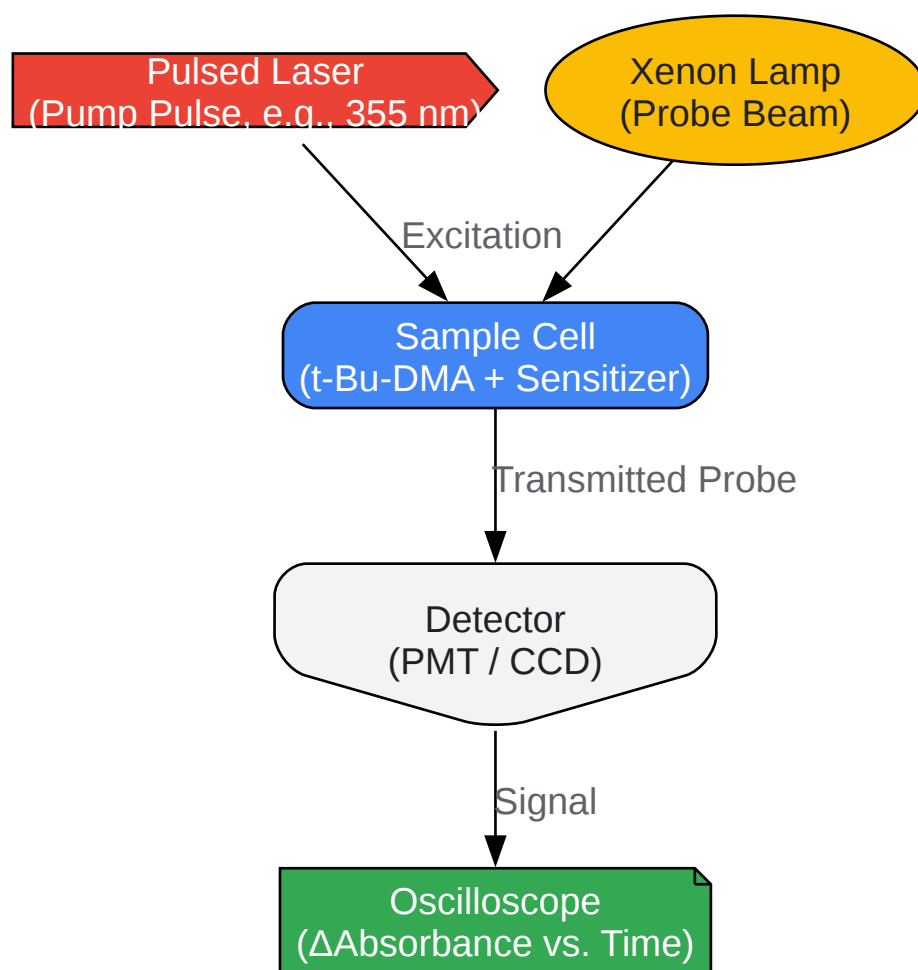 Pulsed Laser
(Pump Pulse, e.g., 355 nm)
Xenon Lamp
(Probe Beam)
Excitation
Sample Cell
(t-Bu-DMA + Sensitizer)
Transmitted Probe
Detector
(PMT / CCD)
Signal
Oscilloscope
(ΔAbsorbance vs. Time)